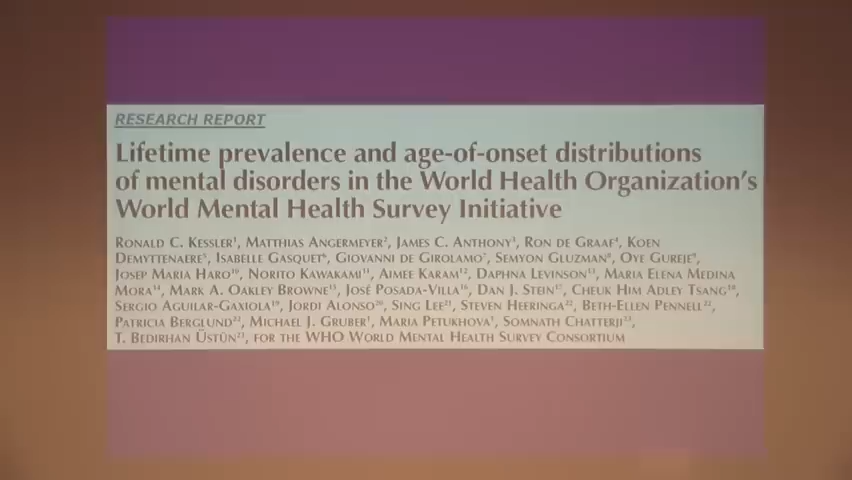 RESEARCH REPORT
Lifetime prevalence and age-of-onset distributions
of mental disorders in the World Health Organization's
World Mental Health Survey Initiative
Ronald C. Kessler¹, Matthias Angermeyer², James C. Anthony³, Ron de Graaf⁴, Koen
Demyttenaere⁵, Isabelle Gasquet⁶, Giovanni de Girolamo⁷, Semyon Gluzman⁸, Oye Gureje⁹,
Josep Maria Haro¹⁰, Norito Kawakami¹¹, Aimee Karam¹², Daphna Levinson¹³, Maria Elena Medina
Mora¹⁴, Mark A. Oakley Browne¹⁵, José Posada-Villa¹⁶, Dan J. Stein¹⁷, Cheuk Him Adley Tsang¹⁸,
Sergio Aguilar-Gaxiola¹⁹, Jordi Alonso²⁰, Sing Lee²¹, Steven Heeringa²², Beth-Ellen Pennell²²,
Patricia Berglund²², Michael J. Gruber¹, Maria Petukhova¹, Somnath Chatterji²³,
T. Bedirhan Üstün²³, for the WHO World Mental Health Survey Consortium